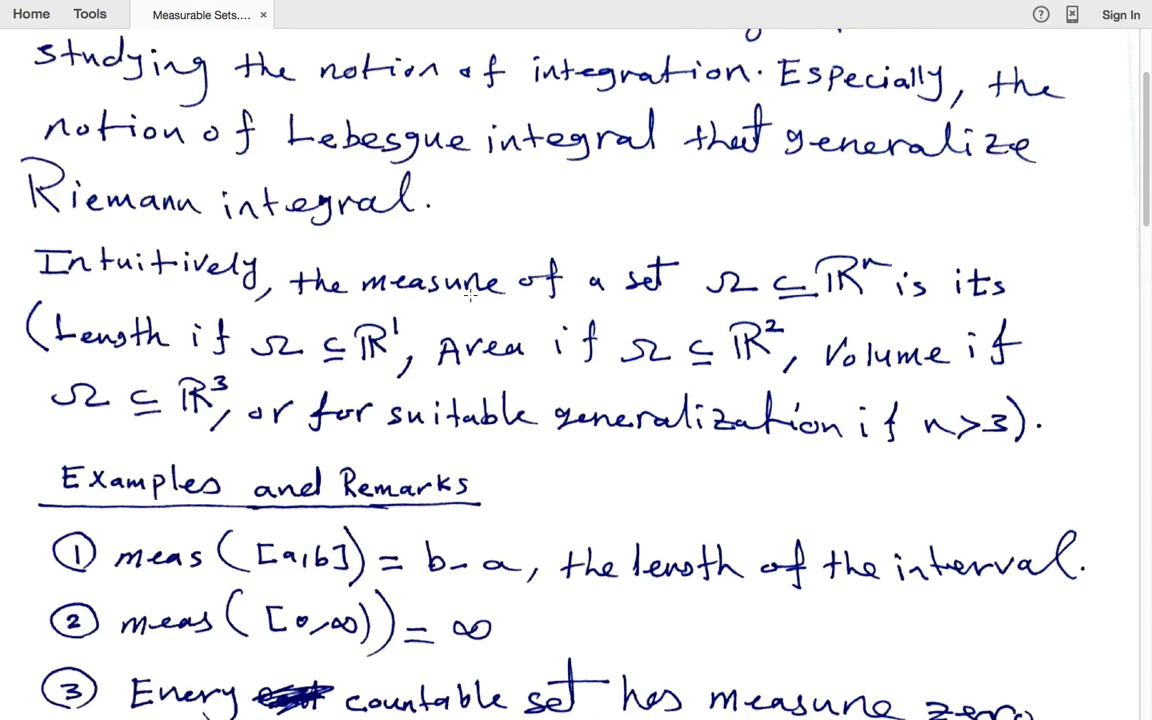 Home Tools Measurable Sets.... × Sign In
studying the notion of integration. Especially, the
notion of Lebesgue integral that generalize
Riemann integral.
Intuitively, the measure of a set Ω ⊆ ℝⁿ is its
(Length if Ω ⊆ ℝ¹, Area if Ω ⊆ ℝ², Volume if
Ω ⊆ ℝ³, or for suitable generalization if n>3).
Examples and Remarks
① meas([a,b]) = b-a, the length of the interval.
② meas([0,∞)) = ∞
③ Every countable set has measure zero